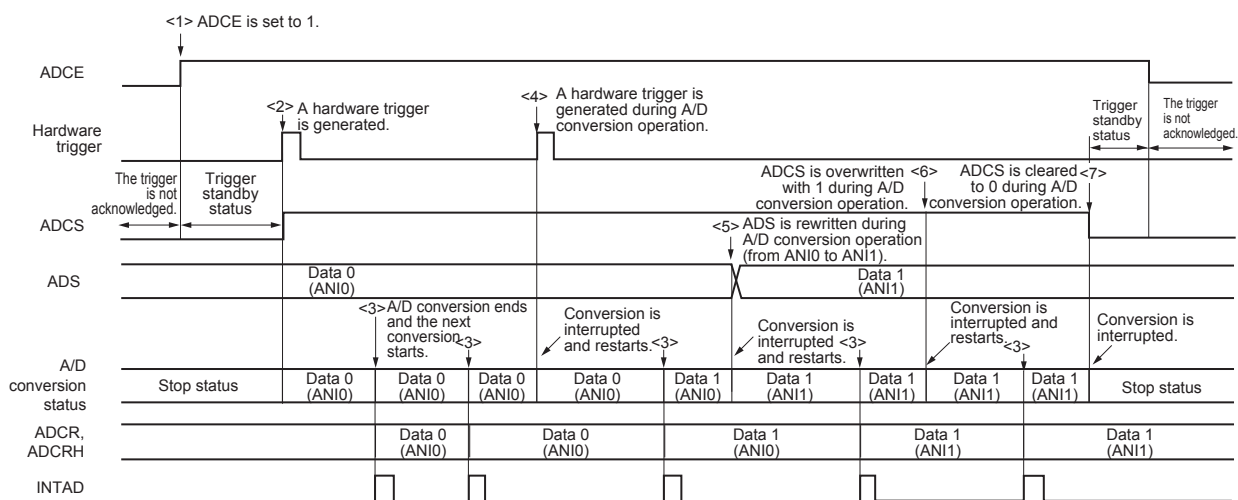 <1> ADCE is set to 1.
ADCE
<2> A hardware trigger
is generated.
<4> A hardware trigger is
generated during A/D
conversion operation.
Trigger
standby
status
The trigger
is not
acknowledged.
Hardware
trigger
The trigger
is not
acknowledged.
Trigger
standby
status
ADCS is overwritten <6>
with 1 during A/D
conversion operation.
ADCS is cleared <7>
to 0 during A/D
conversion operation.
ADCS
<5> ADS is rewritten during
A/D conversion operation
(from ANI0 to ANI1).
ADS
Data 0
(ANI0)
Data 1
(ANI1)
<3> A/D conversion ends
and the next
conversion
starts.
<3>
Conversion is
interrupted
and restarts.
<3>
Conversion is
interrupted
and restarts.
<3>
Conversion is
interrupted and
restarts.
<3>
Conversion is
interrupted.
A/D
conversion
status
Stop status
Data 0
(ANI0)
Data 0
(ANI0)
Data 0
(ANI0)
Data 0
(ANI0)
Data 1
(ANI0)
Data 1
(ANI1)
Data 1
(ANI1)
Data 1
(ANI1)
Data 1
(ANI1)
Stop status
ADCR,
ADCRH
Data 0
(ANI0)
Data 0
(ANI0)
Data 1
(ANI0)
Data 1
(ANI1)
Data 1
(ANI1)
INTAD